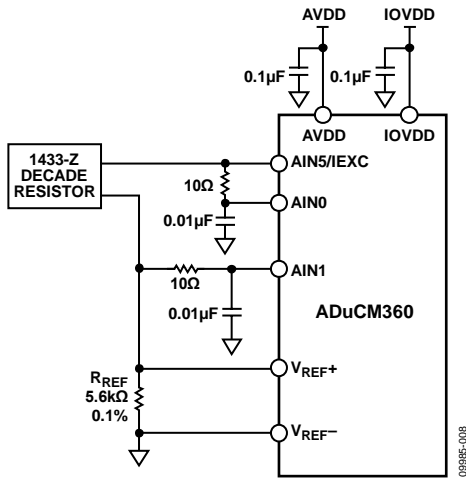 AVDD
IOVDD
0.1µF
0.1µF
AVDD
IOVDD
1433-Z
DECADE
RESISTOR
AIN5/IEXC
10Ω
AIN0
0.01µF
AIN1
10Ω
0.01µF
ADuCM360
VREF+
RREF
5.6kΩ
0.1%
VREF–
09985-008